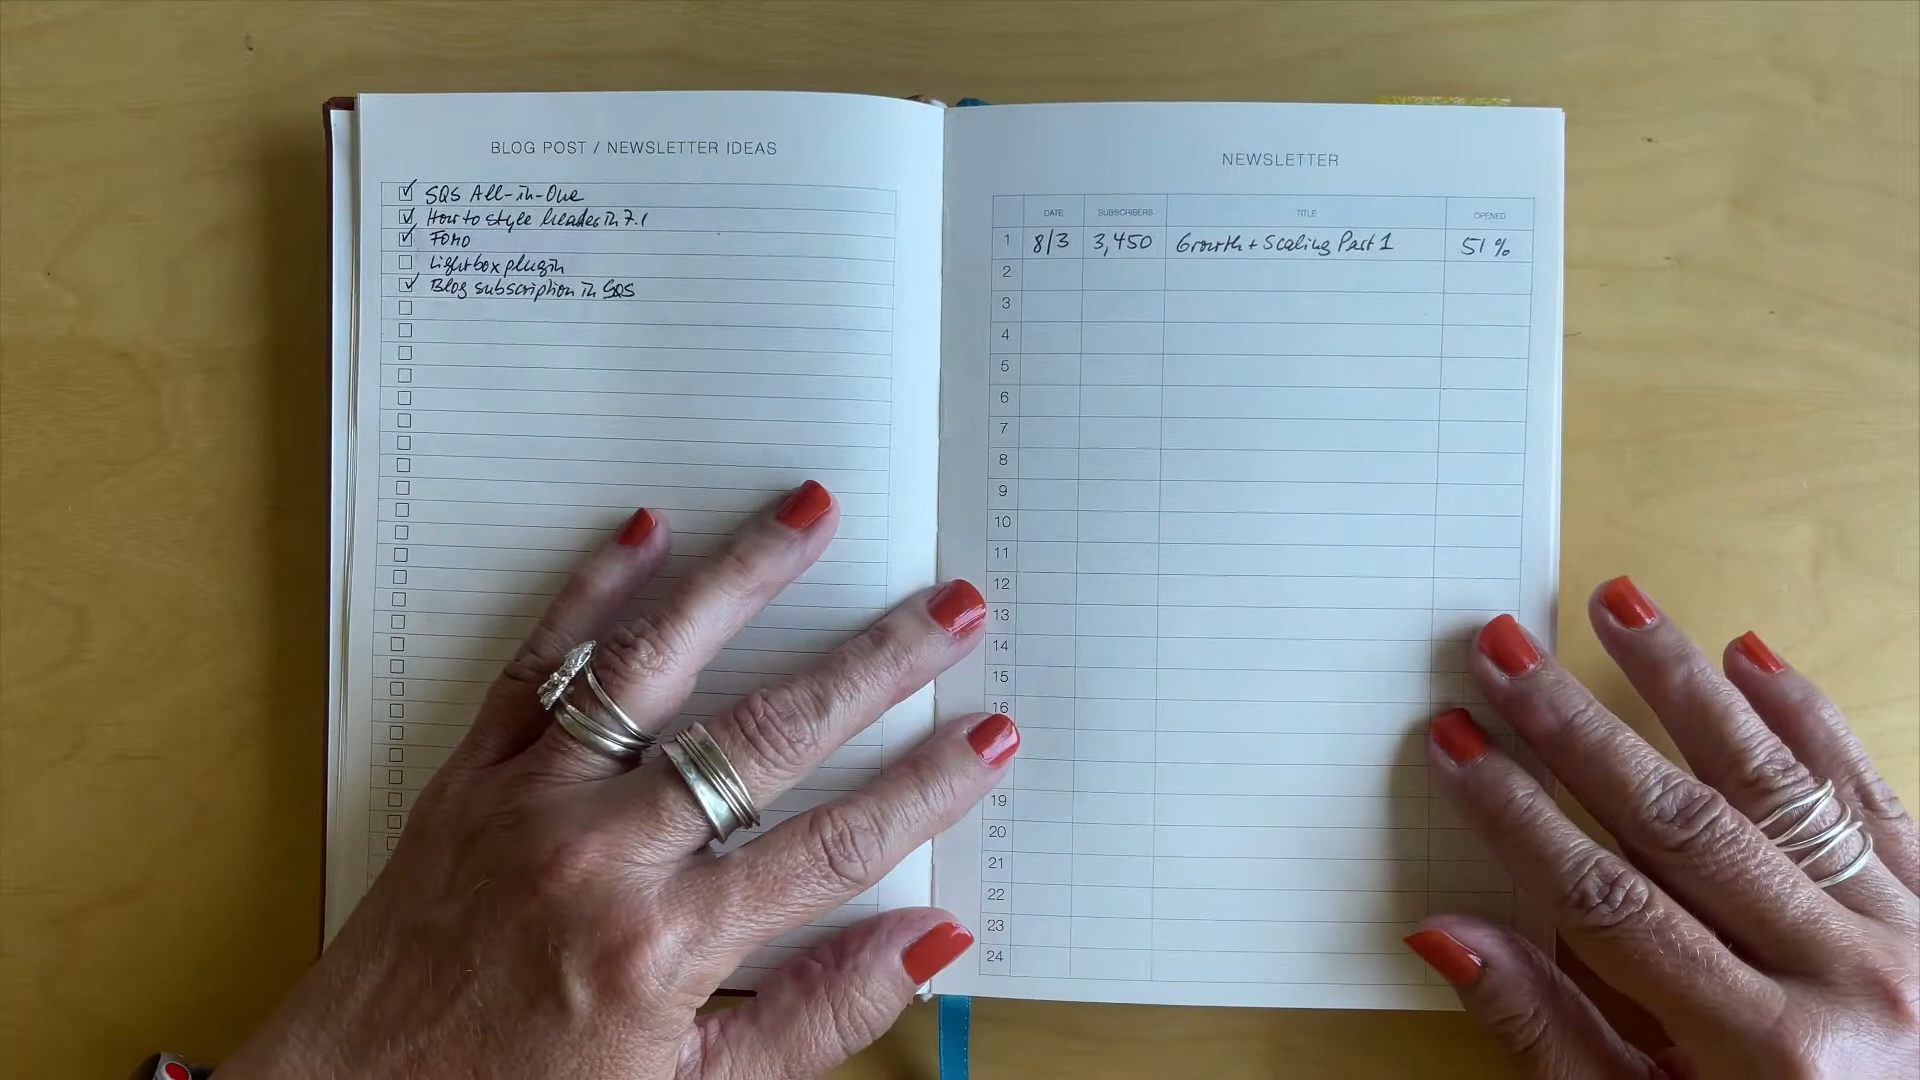 BLOG POST / NEWSLETTER IDEAS
SQS All-in-One
How to style header in 7.1
FOMO
Lightbox plugin
Blog subscription in SQS
NEWSLETTER
DATE SUBSCRIBERS TITLE OPENED
1 8/3 3,450 Growth + Scaling Part 1 51%
2
3
4
5
6
7
8
9
10
11
12
13
14
15
16
19
20
21
22
23
24